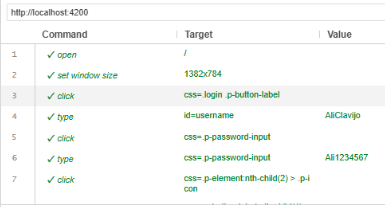 http://localhost:4200
Command Target Value
1 ✓ open /
2 ✓ set window size 1382x784
3 ✓ click css=.login .p-button-label
4 ✓ type id=username AliClavijo
5 ✓ click css=.p-password-input
6 ✓ type css=.p-password-input Ali1234567
7 ✓ click css=.p-element:nth-child(2) > .p-i
con